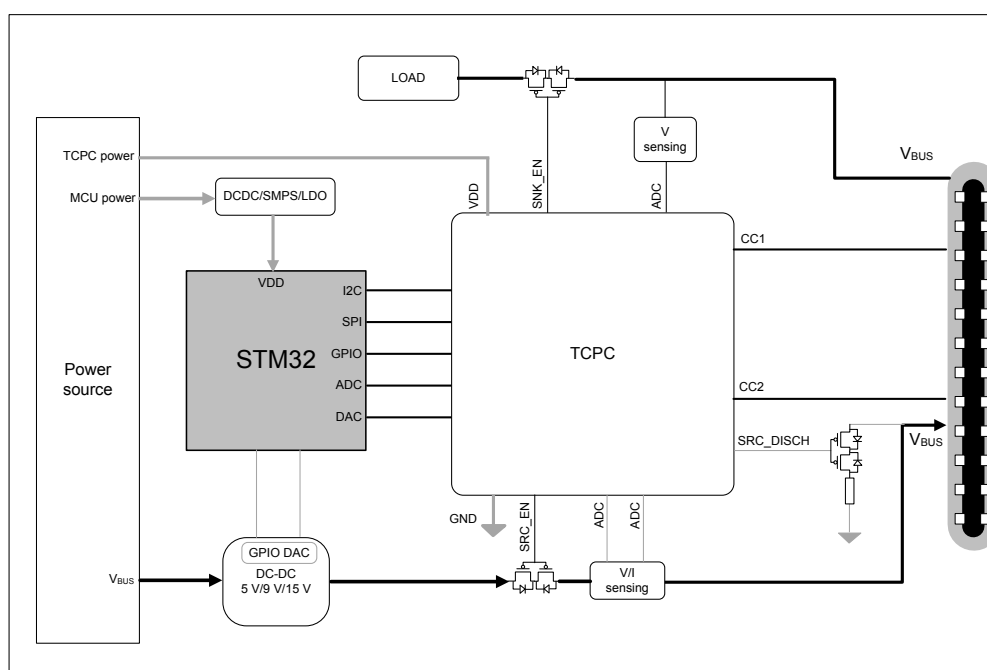 LOAD
V
sensing
VBUS
TCPC power
MCU power
DCDC/SMPS/LDO
VDD
SNK_EN
ADC
VDD
STM32
I2C
SPI
GPIO
ADC
DAC
TCPC
CC1
CC2
SRC_DISCH
VBUS
Power
source
GND
SRC_EN
ADC
ADC
GPIO DAC
DC-DC
5 V/9 V/15 V
VBUS
V/I
sensing